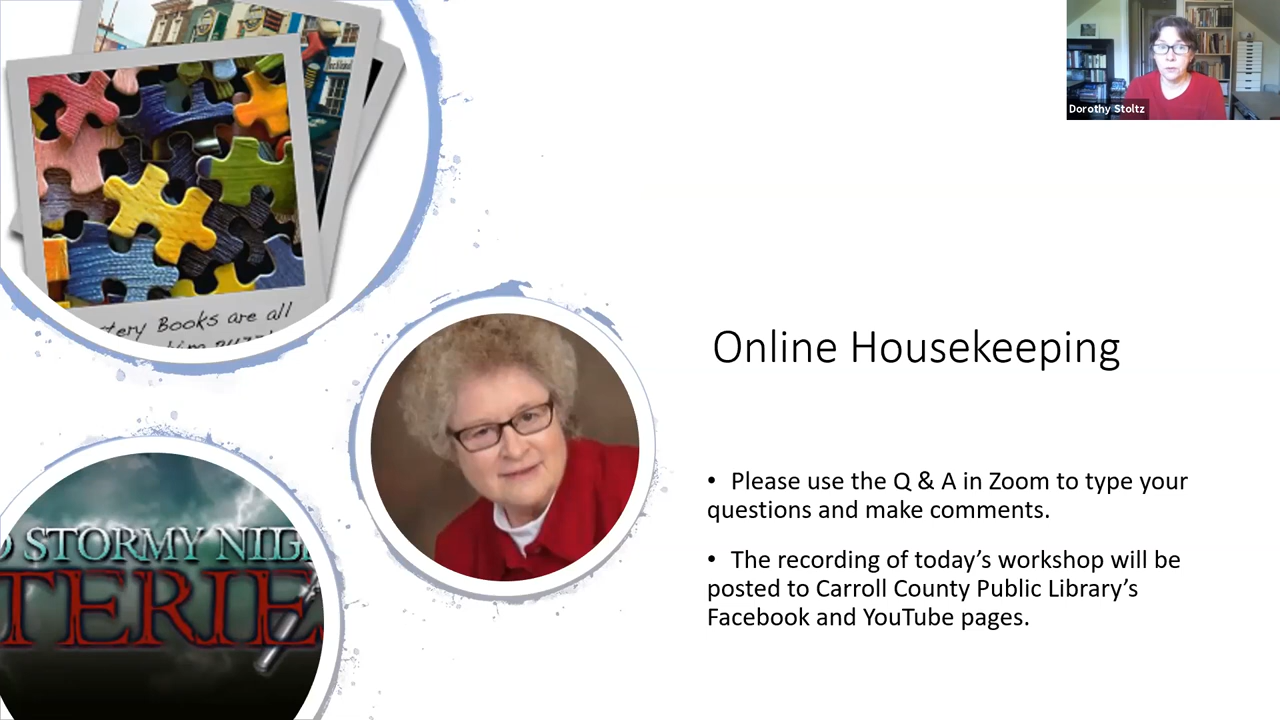 Dorothy Stoltz
Books are all
STORMY
TERIE
Online Housekeeping
• Please use the Q & A in Zoom to type your
questions and make comments.
• The recording of today’s workshop will be
posted to Carroll County Public Library’s
Facebook and YouTube pages.